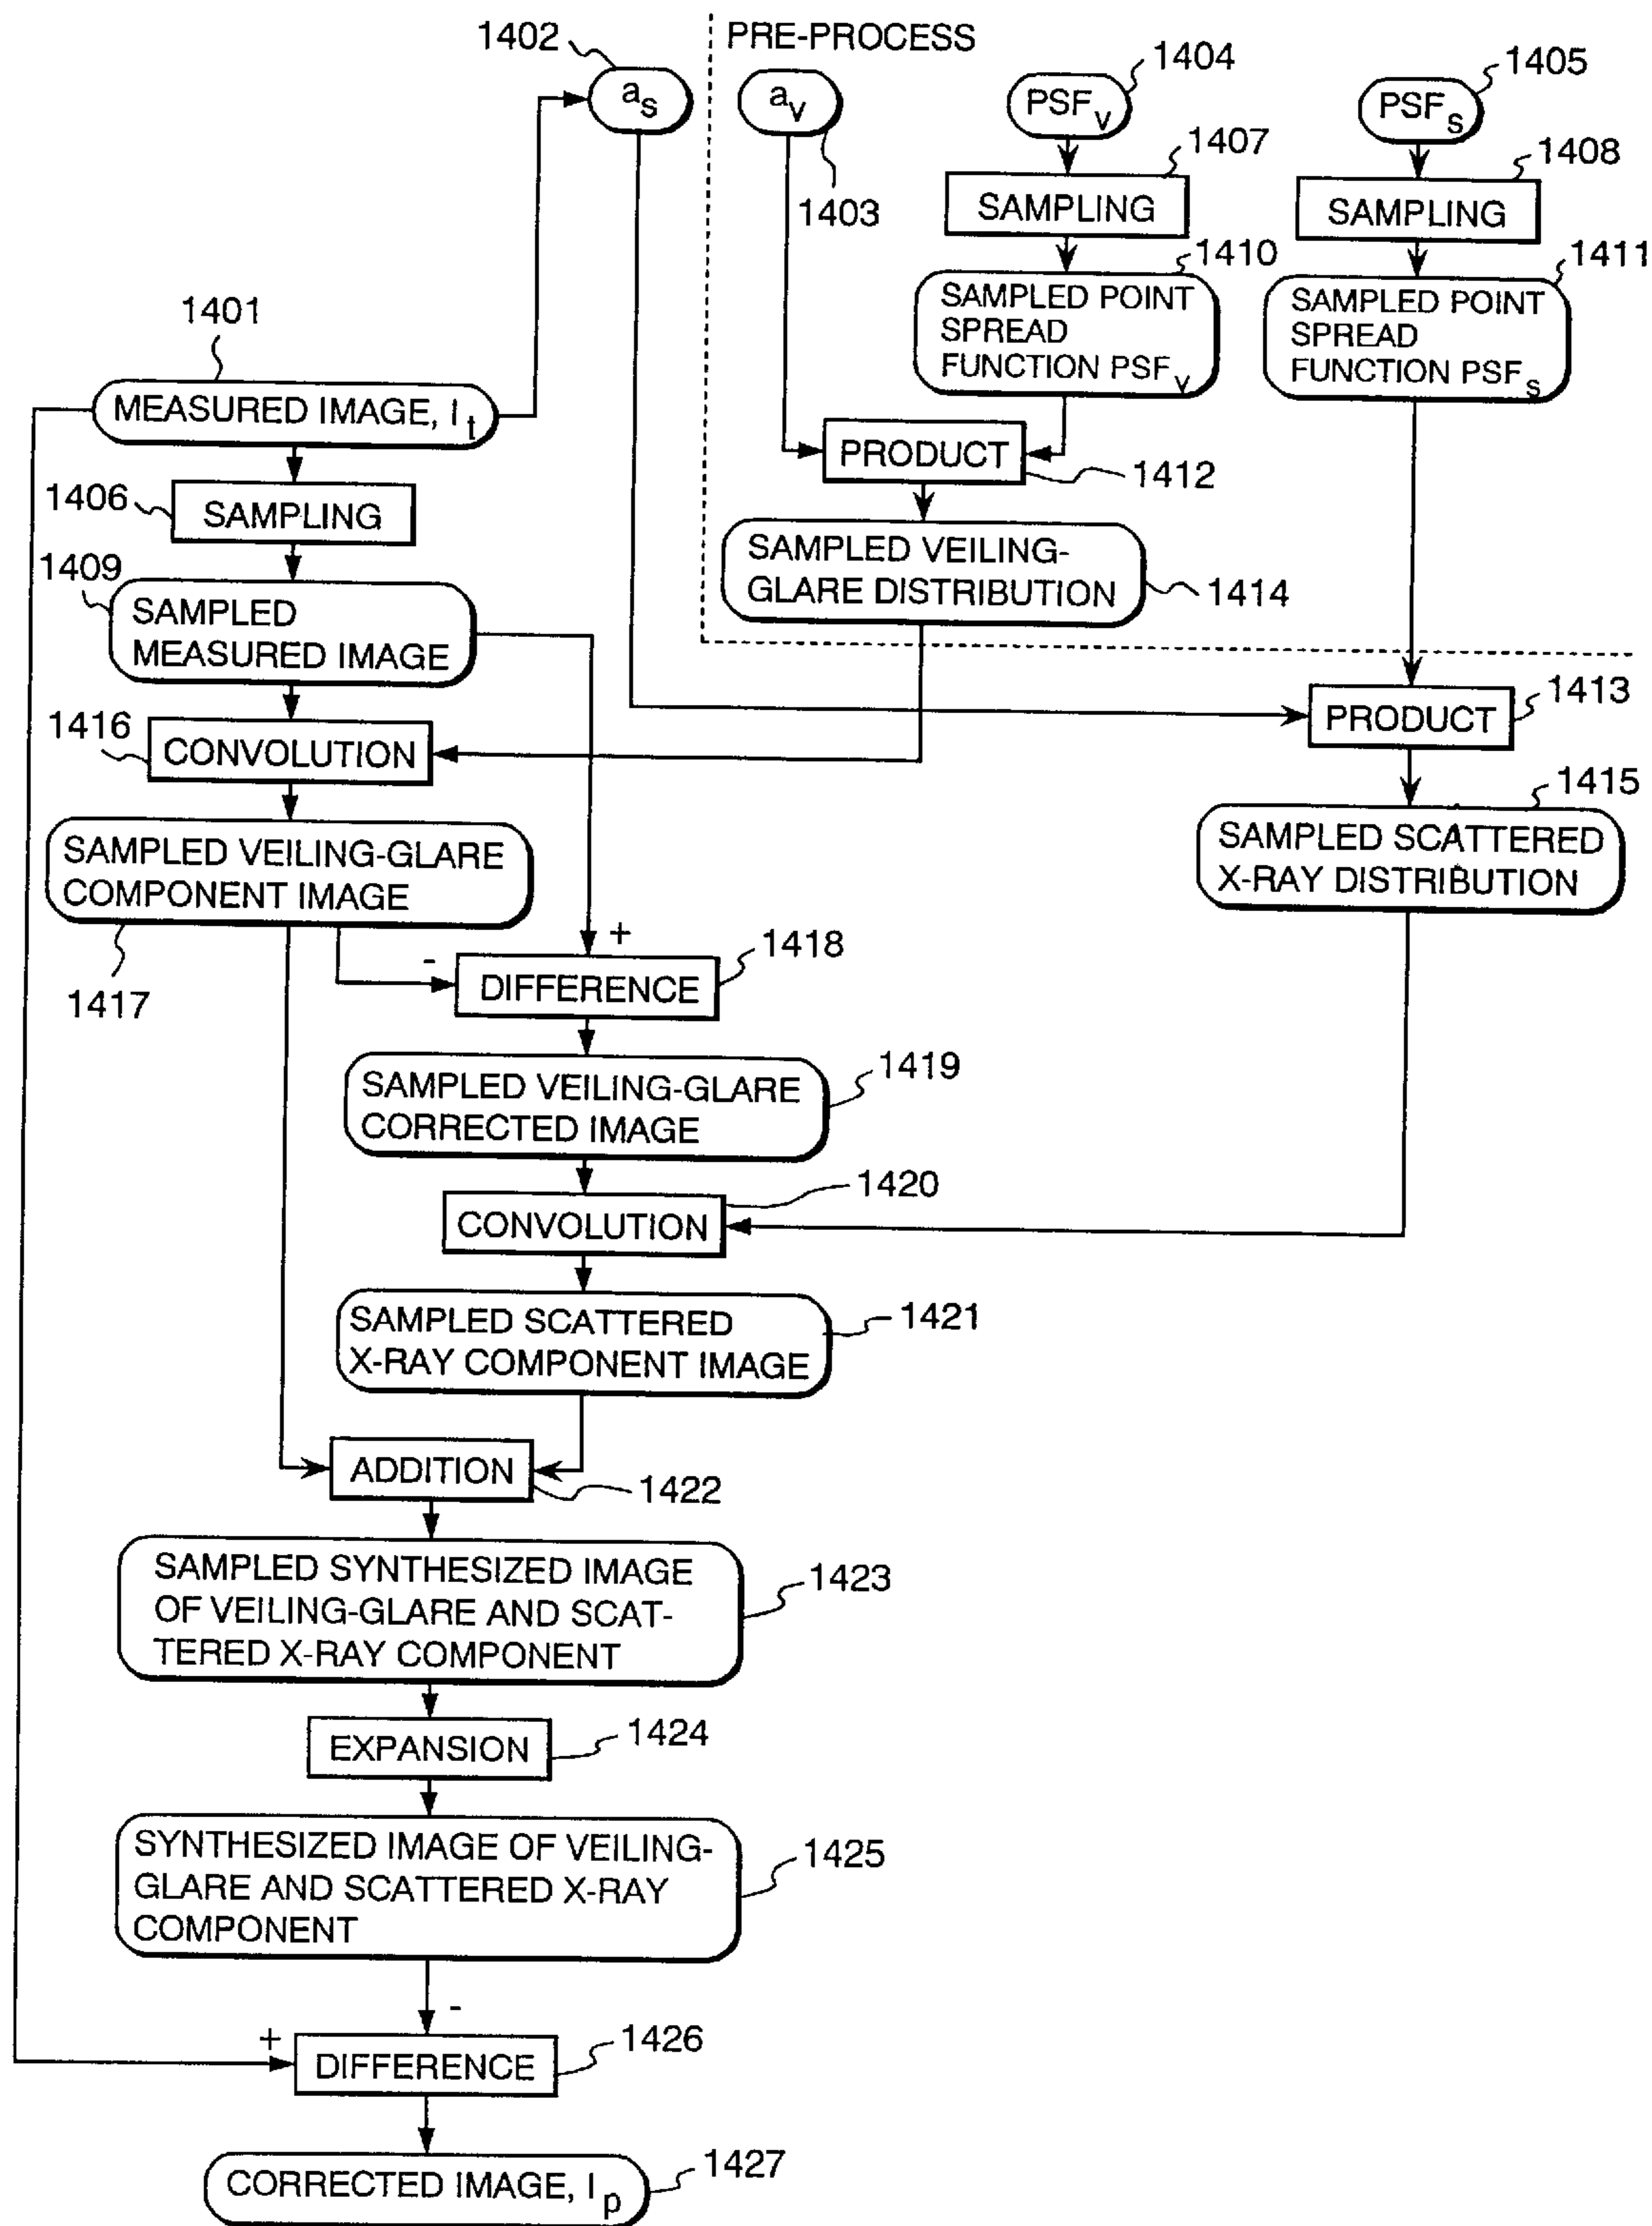 1402
PRE-PROCESS
1404
1405
a_s
a_v
PSF_v
PSF_s
1407
1408
1403
SAMPLING
SAMPLING
1410
1411
SAMPLED POINT
SPREAD
FUNCTION PSF_v
SAMPLED POINT
SPREAD
FUNCTION PSF_s
1401
MEASURED IMAGE, I_t
PRODUCT
1412
1406
SAMPLING
SAMPLED VEILING-
GLARE DISTRIBUTION
1414
1409
SAMPLED
MEASURED IMAGE
1413
PRODUCT
1416
CONVOLUTION
1415
SAMPLED VEILING-GLARE
COMPONENT IMAGE
SAMPLED SCATTERED
X-RAY DISTRIBUTION
+
1418
-
DIFFERENCE
1417
1419
SAMPLED VEILING-GLARE
CORRECTED IMAGE
1420
CONVOLUTION
1421
SAMPLED SCATTERED
X-RAY COMPONENT IMAGE
ADDITION
1422
SAMPLED SYNTHESIZED IMAGE
OF VEILING-GLARE AND SCAT-
TERED X-RAY COMPONENT
1423
EXPANSION
1424
SYNTHESIZED IMAGE OF VEILING-
GLARE AND SCATTERED X-RAY
COMPONENT
1425
-
+
1426
DIFFERENCE
1427
CORRECTED IMAGE, I_p